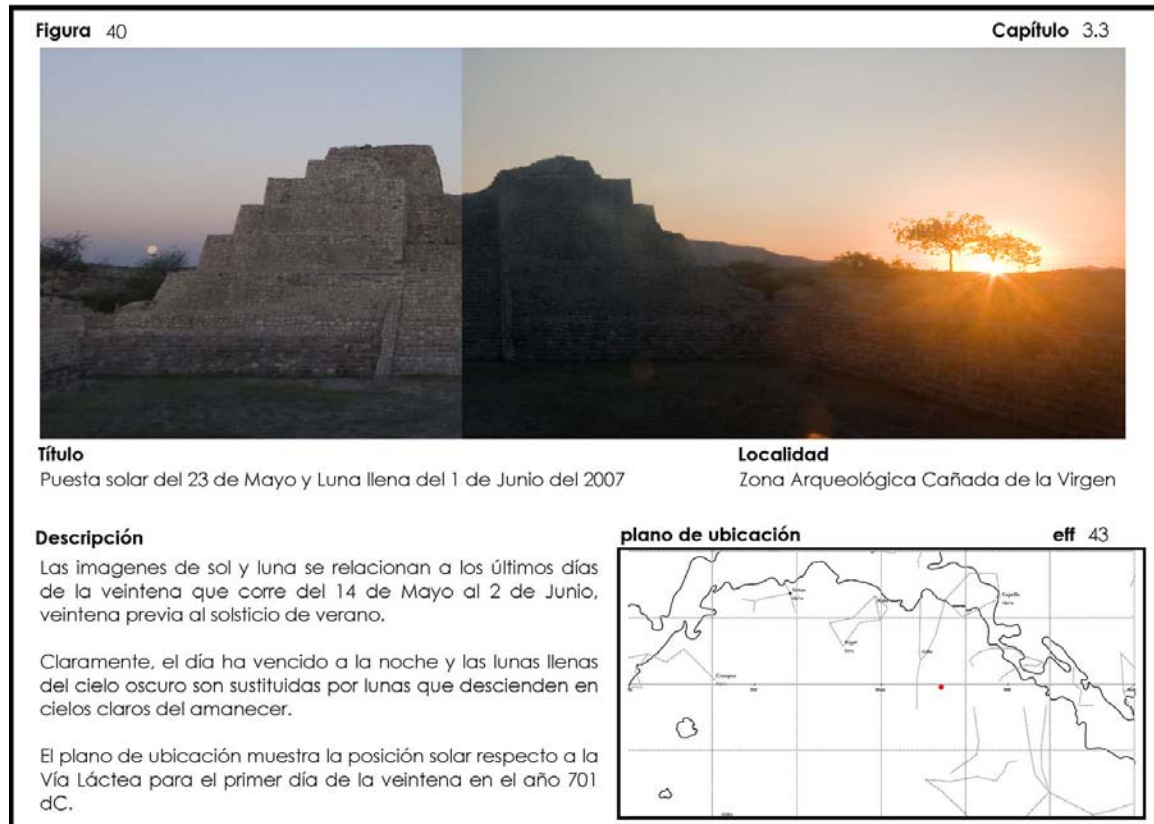 Figura 40
Capítulo 3.3
Título
Puesta solar del 23 de Mayo y Luna llena del 1 de Junio del 2007
Localidad
Zona Arqueológica Cañada de la Virgen
Descripción
Las imagenes de sol y luna se relacionan a los últimos días
de la veintena que corre del 14 de Mayo al 2 de Junio,
veintena previa al solsticio de verano.
Claramente, el día ha vencido a la noche y las lunas llenas
del cielo oscuro son sustituidas por lunas que descienden en
cielos claros del amanecer.
El plano de ubicación muestra la posición solar respecto a la
Vía Láctea para el primer día de la veintena en el año 701
dC.
plano de ubicación
eff 43